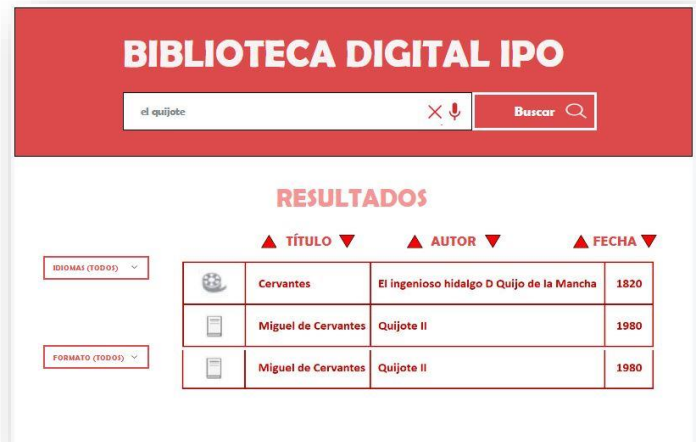 BIBLIOTECA DIGITAL IPO
el quijote
Buscar
RESULTADOS
TÍTULO AUTOR FECHA
IDIOMAS (TODOS)
Cervantes El ingenioso hidalgo D Quijo de la Mancha 1820
Miguel de Cervantes Quijote II 1980
FORMATO (TODOS)
Miguel de Cervantes Quijote II 1980